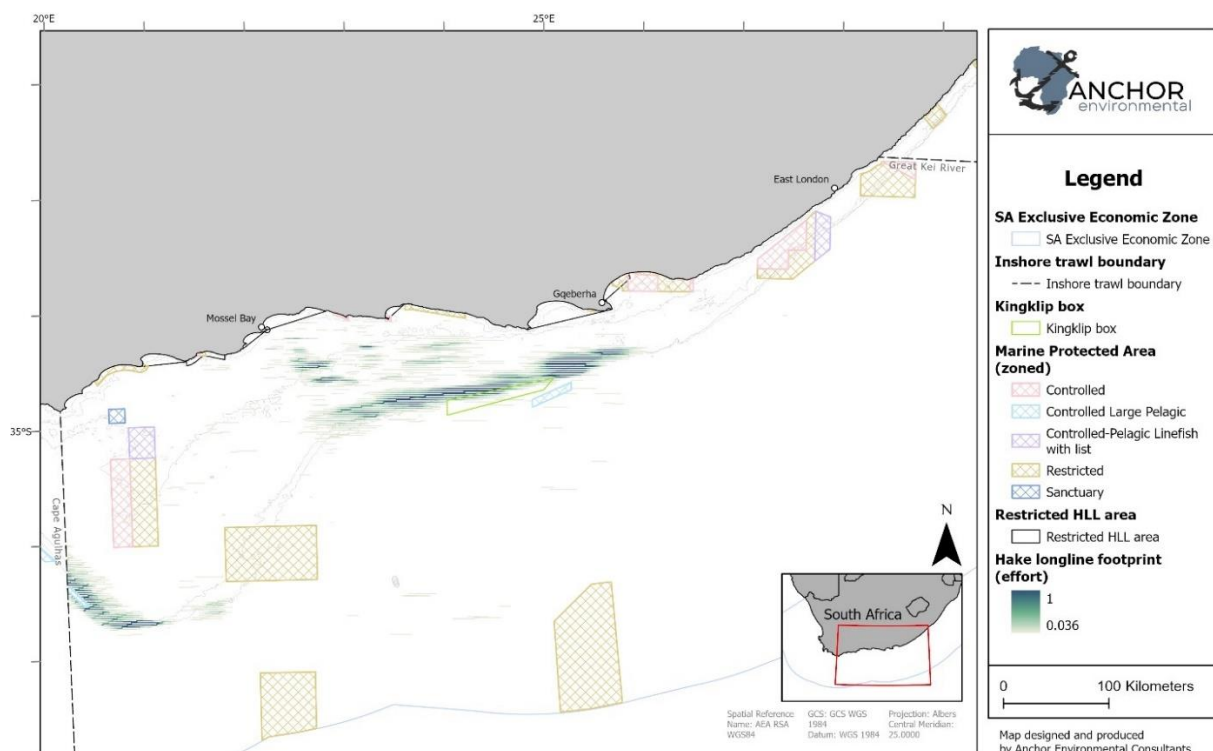 20°E
25°E
35°S
East London
Great Kei River
Gqeberha
Mossel Bay
Cape Agulhas
N
South Africa
Spatial Reference
Name: AEA RSA
WGS84
GCS: GCS WGS
1984
Datum: WGS 1984
Projection: Albers
Central Meridian:
25.0000
ANCHOR
environmental
Legend
SA Exclusive Economic Zone
SA Exclusive Economic Zone
Inshore trawl boundary
Inshore trawl boundary
Kingklip box
Kingklip box
Marine Protected Area
(zoned)
Controlled
Controlled Large Pelagic
Controlled-Pelagic Linefish
with list
Restricted
Sanctuary
Restricted HLL area
Restricted HLL area
Hake longline footprint
(effort)
1
0.036
0 100 Kilometers
Map designed and produced
by Anchor Environmental Consultants